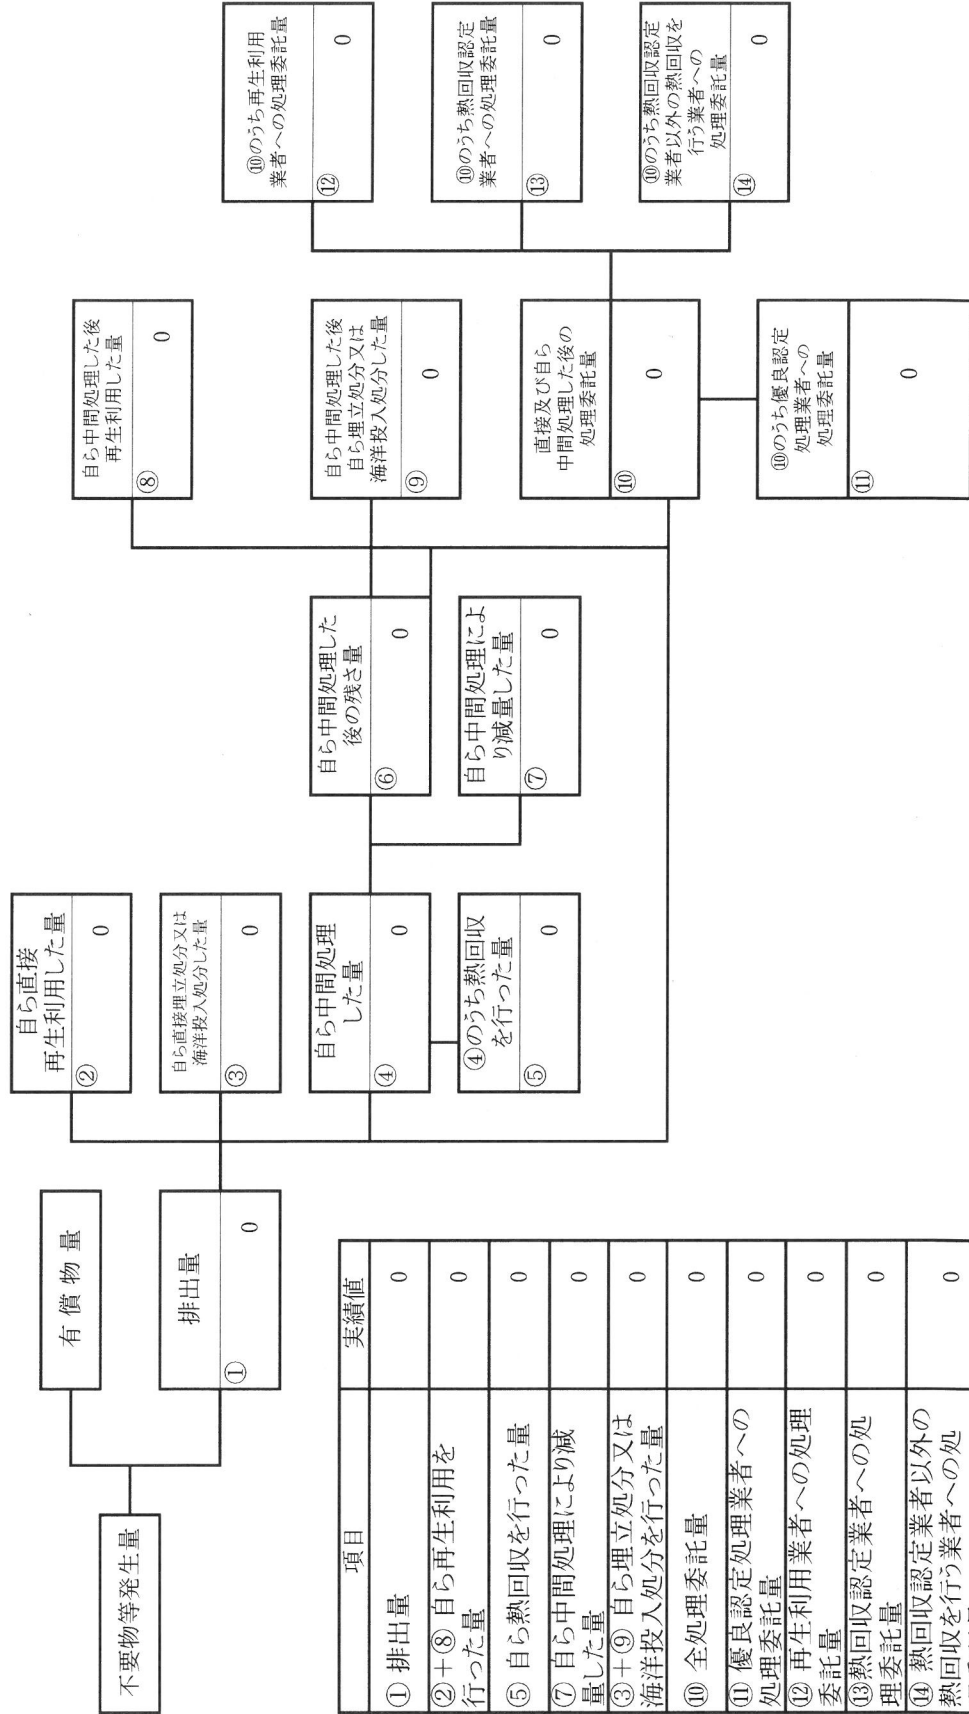 不要物等発生量
有償物量
排出量
①
0
自ら直接
再生利用した量
②
0
自ら直接埋立処分又は
海洋投入処分した量
③
0
自ら中間処理
した量
④
0
④のうち熱回収
を行った量
⑤
0
自ら中間処理した
後の残さ量
⑥
0
自ら中間処理によ
り減量した量
⑦
0
自ら中間処理した後
再生利用した量
⑧
0
自ら中間処理した後
自ら埋立処分又は
海洋投入処分した量
⑨
0
直接及び自ら
中間処理した後の
処理委託量
⑩
0
⑩のうち優良認定
処理業者への
処理委託量
⑪
0
⑩のうち再生利用
業者への処理委託量
⑫
0
⑩のうち熱回収認定
業者への処理委託量
⑬
0
⑩のうち熱回収認定
業者以外の熱回収を
行う業者への
処理委託量
⑭
0
項目 実績値
① 排出量 0
②+⑧ 自ら再生利用を
行った量 0
⑤ 自ら熱回収を行った量 0
⑦ 自ら中間処理により減
量した量 0
③+⑨ 自ら埋立処分又は
海洋投入処分を行った量 0
⑩ 全処理委託量 0
⑪ 優良認定処理業者への
処理委託量 0
⑫ 再生利用業者への処理
委託量 0
⑬熱回収認定業者への処
理委託量 0
⑭ 熱回収認定業者以外の
熱回収を行う業者への処 0